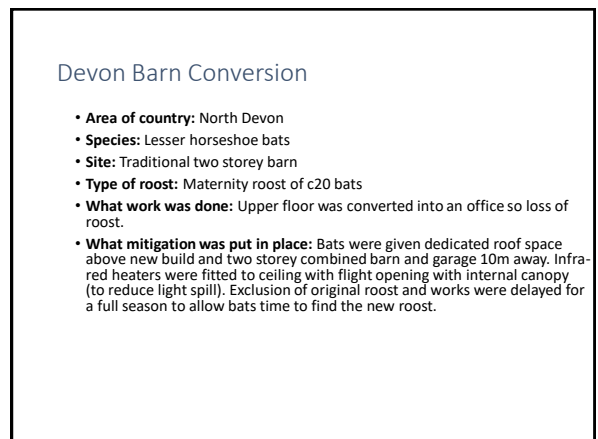 Devon Barn Conversion
• Area of country: North Devon
• Species: Lesser horseshoe bats
• Site: Traditional two storey barn
• Type of roost: Maternity roost of c20 bats
• What work was done: Upper floor was converted into an office so loss of
roost.
• What mitigation was put in place: Bats were given dedicated roof space
above new build and two storey combined barn and garage 10m away. Infra-
red heaters were fitted to ceiling with flight opening with internal canopy
(to reduce light spill). Exclusion of original roost and works were delayed for
a full season to allow bats time to find the new roost.